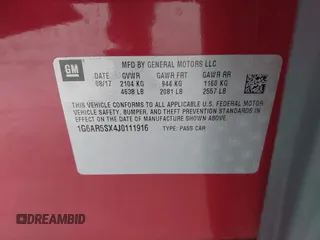 GM
MFD BY GENERAL MOTORS LLC
DATE GVWR GAWR FRT GAWR RR
08/17 2104 KG 944 KG 1160 KG
4638 LB 2081 LB 2557 LB
THIS VEHICLE CONFORMS TO ALL APPLICABLE U.S. FEDERAL MOTOR
VEHICLE SAFETY, BUMPER, AND THEFT PREVENTION STANDARDS
IN EFFECT ON THE DATE OF MANUFACTURE SHOWN ABOVE.
1G6AR5SX4J0111916 TYPE: PASS CAR
DREAMBID